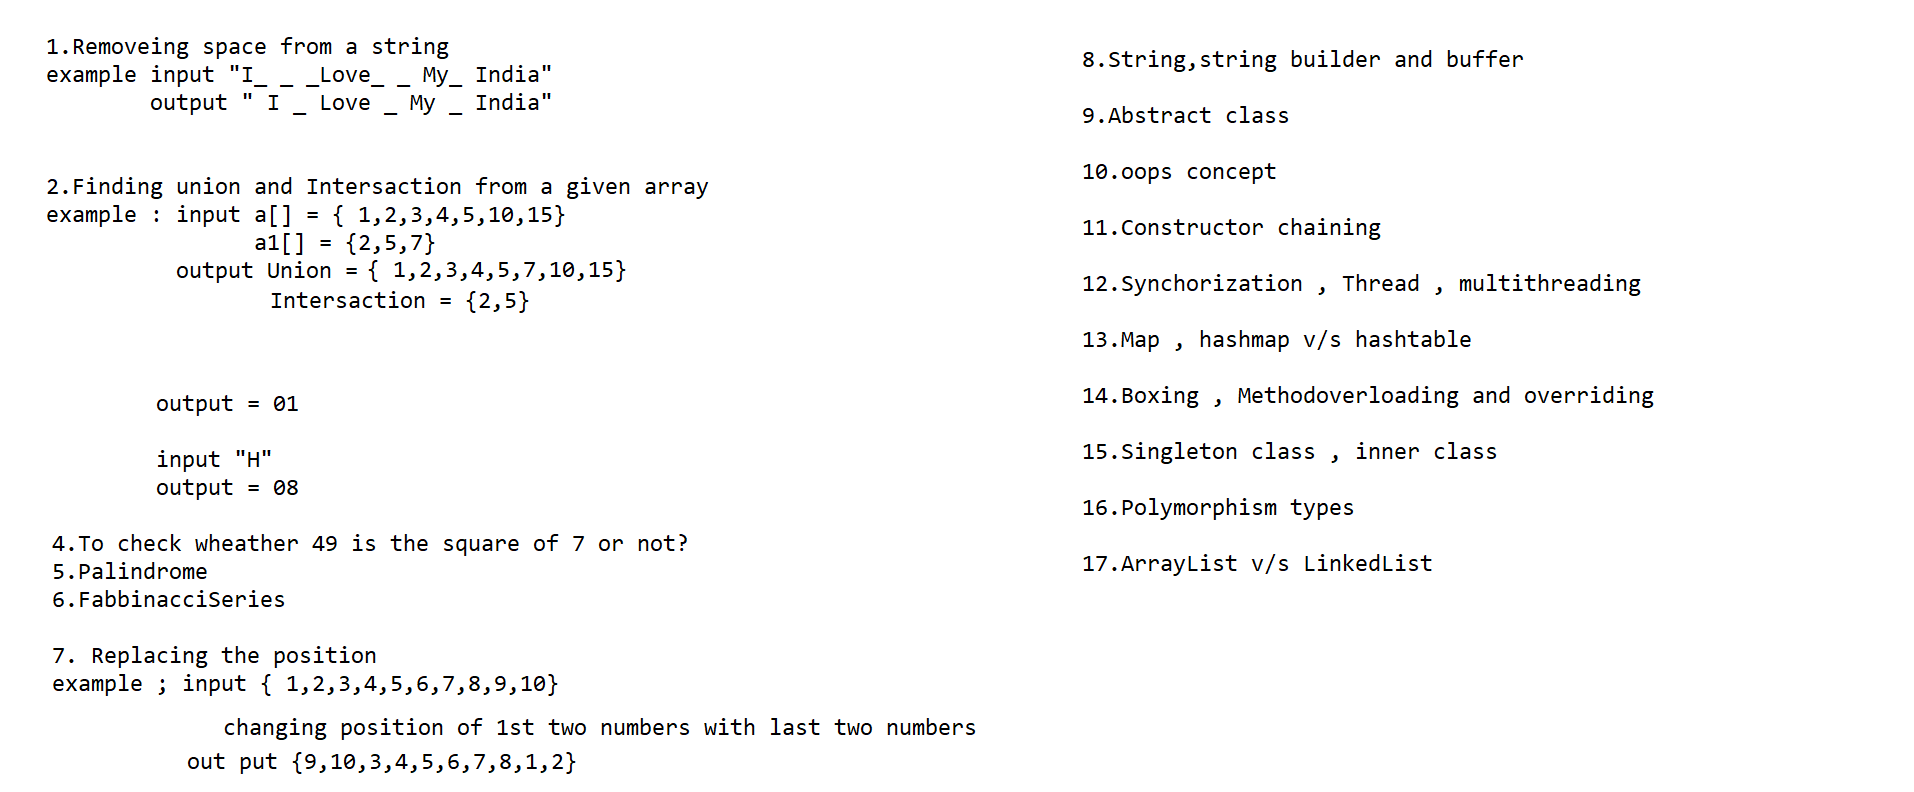 1.Removeing space from a string
example input "I_ _ _Love_ _ My_ India"
output " I _ Love _ My _ India"
2.Finding union and Intersaction from a given array
example : input a[] = { 1,2,3,4,5,10,15}
a1[] = {2,5,7}
output Union = { 1,2,3,4,5,7,10,15}
Intersaction = {2,5}
output = 01
input "H"
output = 08
4.To check wheather 49 is the square of 7 or not?
5.Palindrome
6.FabbinacciSeries
7. Replacing the position
example ; input { 1,2,3,4,5,6,7,8,9,10}
changing position of 1st two numbers with last two numbers
out put {9,10,3,4,5,6,7,8,1,2}
8.String,string builder and buffer
9.Abstract class
10.oops concept
11.Constructor chaining
12.Synchorization , Thread , multithreading
13.Map , hashmap v/s hashtable
14.Boxing , Methodoverloading and overriding
15.Singleton class , inner class
16.Polymorphism types
17.ArrayList v/s LinkedList